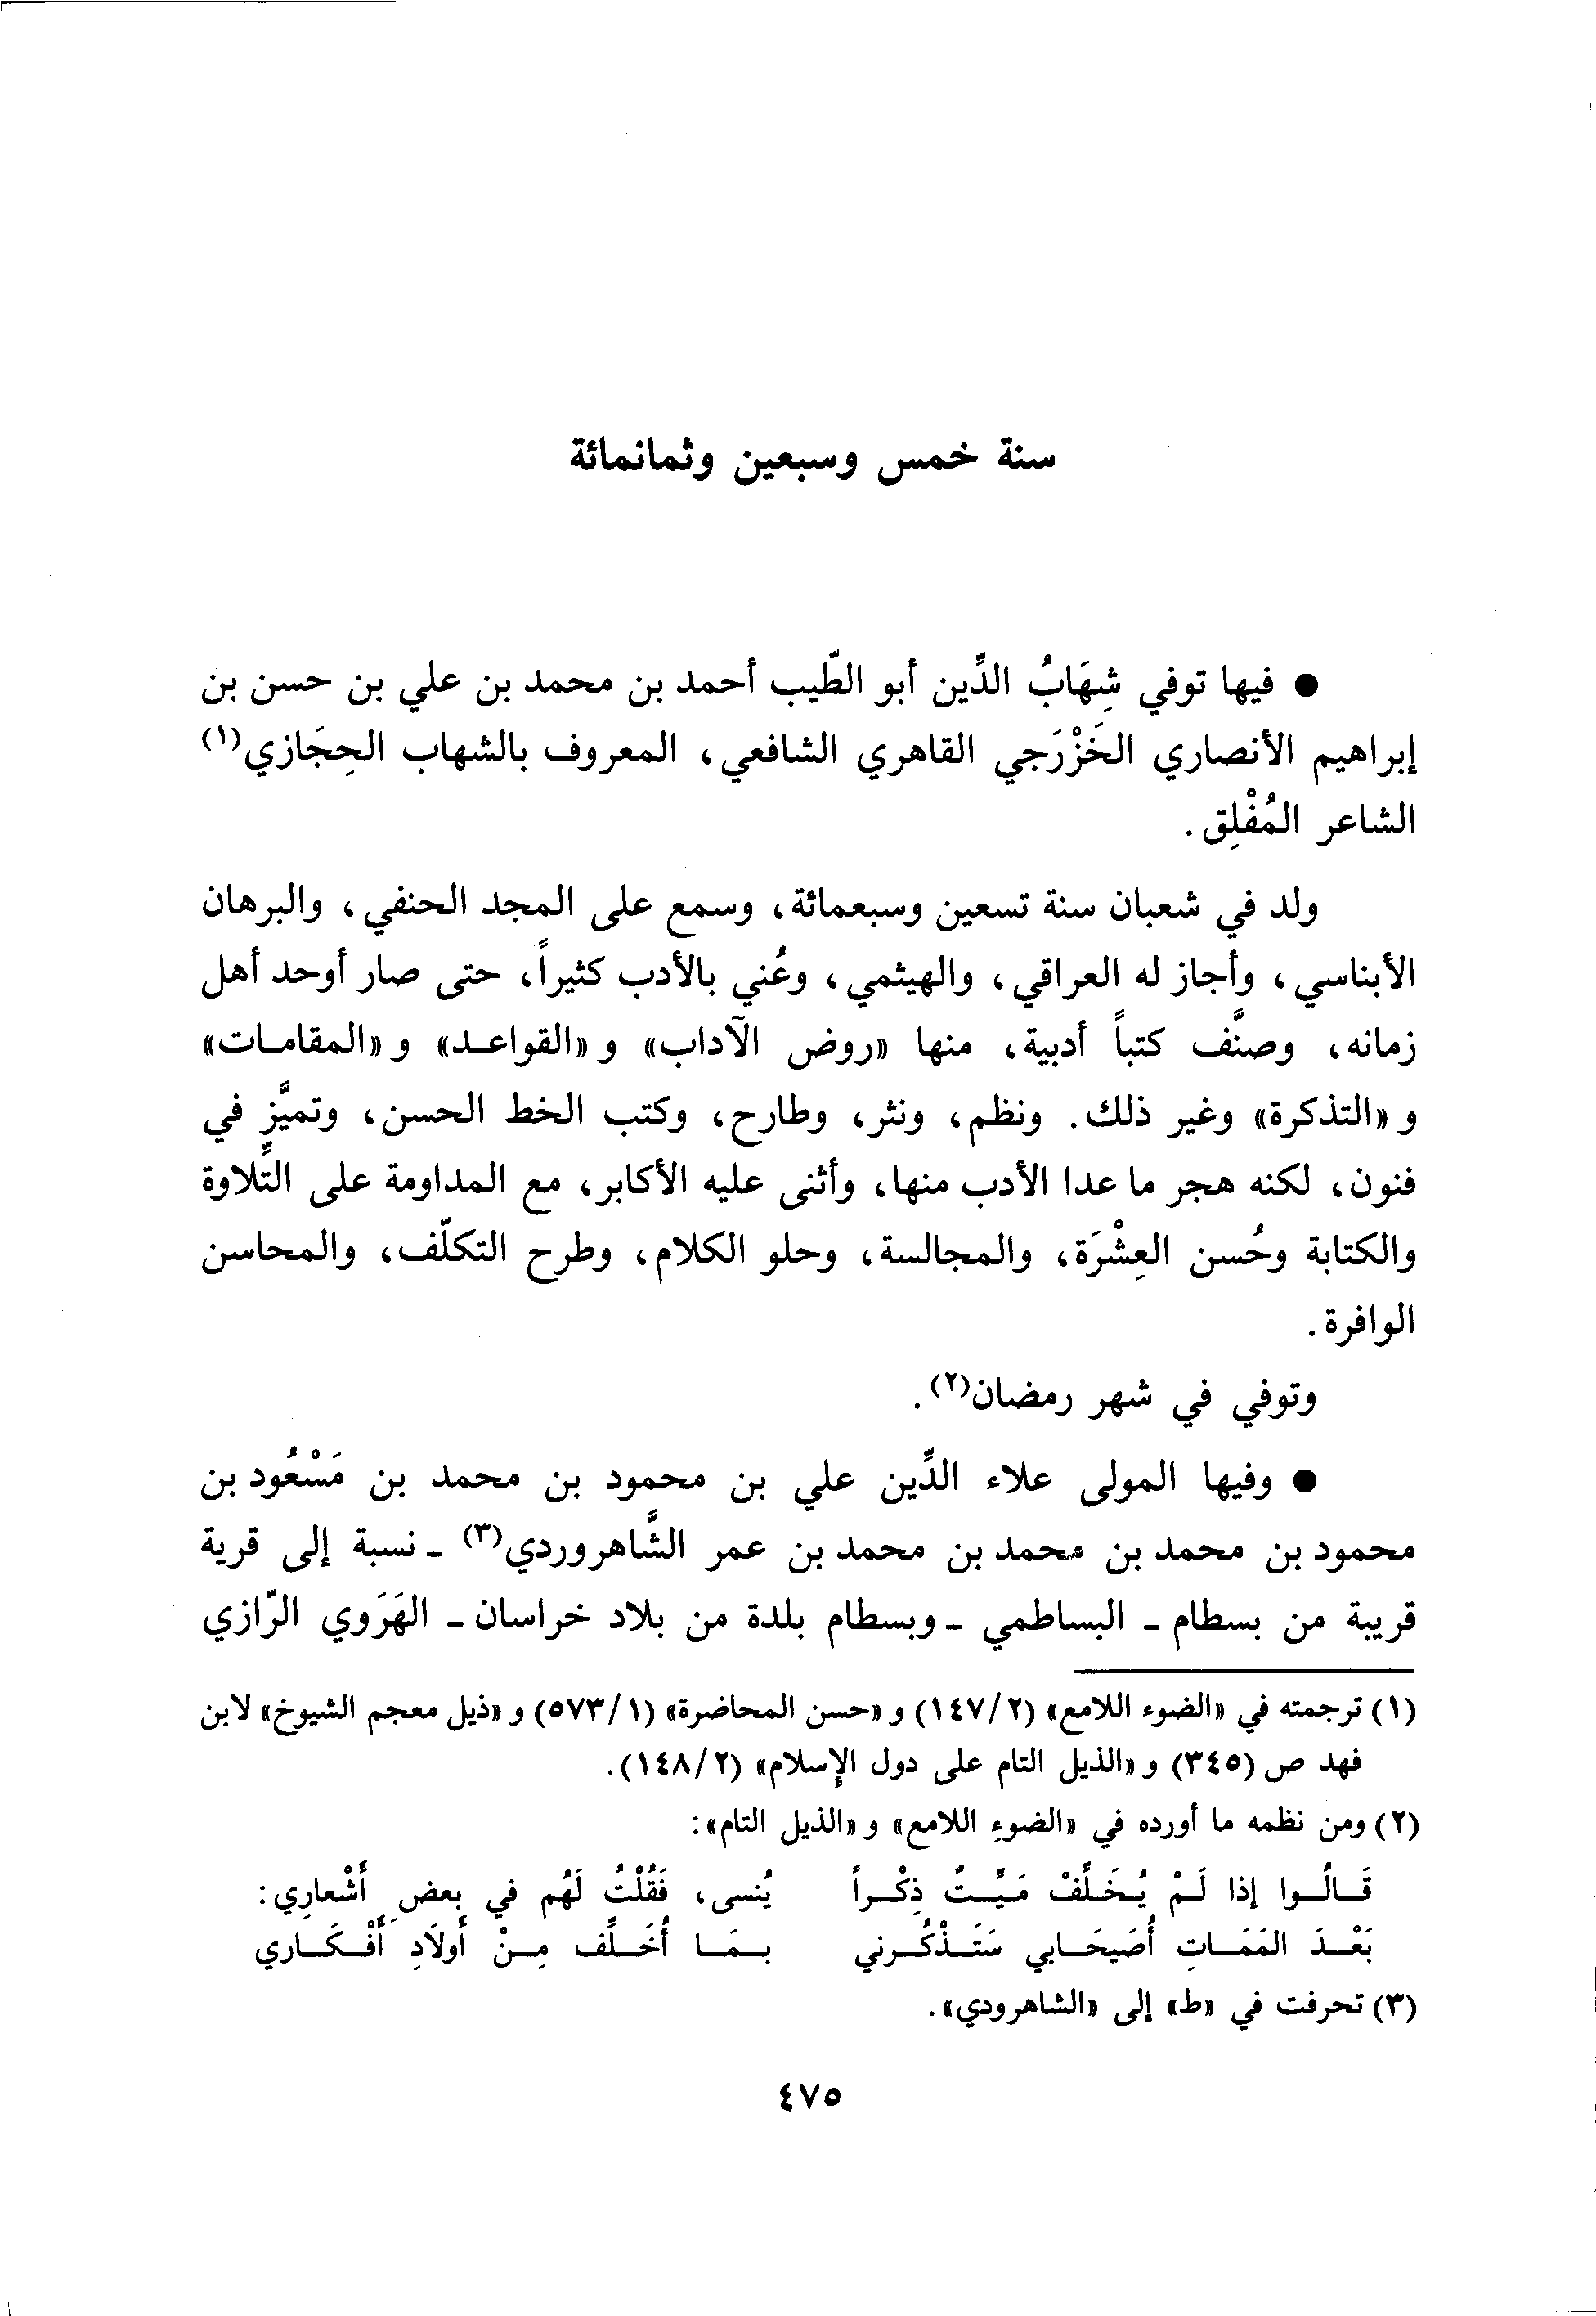 سنة خمس وسبعين وثمانمائة
● فيها توفي شِهَابُ الدِّين أبو الطّيب أحمد بن محمد بن علي بن حسن بن
إبراهيم الأنصاري الخَزْرَجي القاهري الشافعي، المعروف بالشهاب الحِجَازي(١)
الشاعر المُفْلِق.
ولد في شعبان سنة تسعين وسبعمائة، وسمع على المجد الحنفي، والبرهان
الأبناسي، وأجاز له العراقي، والهيثمي، وعُني بالأدب كثيراً، حتى صار أوحد أهل
زمانه، وصنَّف كتباً أدبية، منها «روض الآداب» و «القواعد» و «المقامات»
و «التذكرة» وغير ذلك. ونظم، ونثر، وطارح، وكتب الخط الحسن، وتميَّز في
فنون، لكنه هجر ما عدا الأدب منها، وأثنى عليه الأكابر، مع المداومة على التِّلاوة
والكتابة وحُسن العِشْرَة، والمجالسة، وحلو الكلام، وطرح التكلّف، والمحاسن
الوافرة.
وتوفي في شهر رمضان(٢).
● وفيها المولى علاء الدِّين علي بن محمود بن محمد بن مَسْعُود بن
محمود بن محمد بن محمد بن محمد بن عمر الشَّاهروردي(٣) ـ نسبة إلى قرية
قريبة من بسطام ـ البساطمي ـ وبسطام بلدة من بلاد خراسان ـ الهَرَوي الرّازي
(١) ترجمته في «الضوء اللامع» (٢/١٤٧) و «حسن المحاضرة» (١/٥٧٣) و «ذيل معجم الشيوخ» لابن
فهد ص (٣٤٥) و «الذيل التام على دول الإسلام» (٢/١٤٨).
(٢) ومن نظمه ما أورده في «الضوءِ اللامع» و «الذيل التام»:
قَالُوا إذا لَمْ يُخَلِّفْ مَيِّتٌ ذِكْراً يُنسى، فَقُلْتُ لَهُم في بعضِ أَشْعارِي:
بَعْدَ المَمَاتِ أُصَيحَابي سَتَذْكُرني بِمَا أُخَلِّف مِنْ أَولَادِ أَفْكَاري
(٣) تحرفت في «ط» إلى «الشاهرودي».
٤٧٥